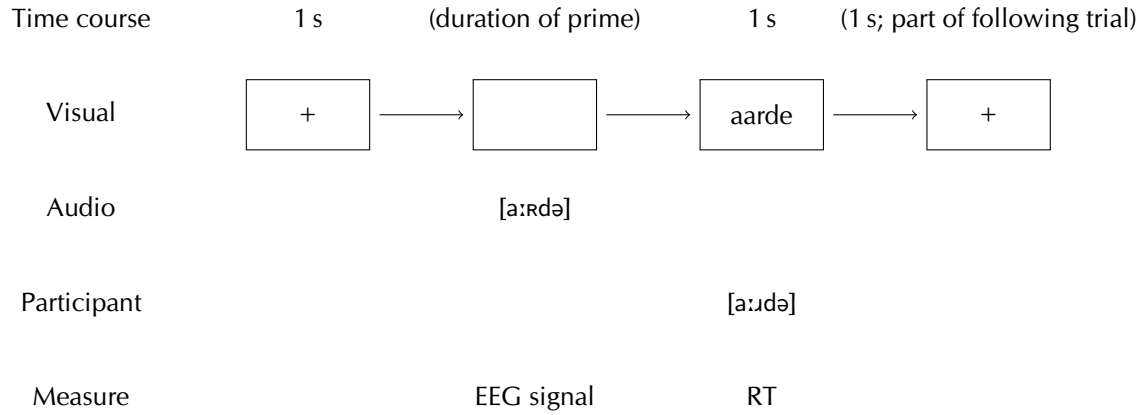 Time course 1 s (duration of prime) 1 s (1 s; part of following trial)
Visual + aarde +
Audio [aːʀdə]
Participant [aːɹdə]
Measure EEG signal RT